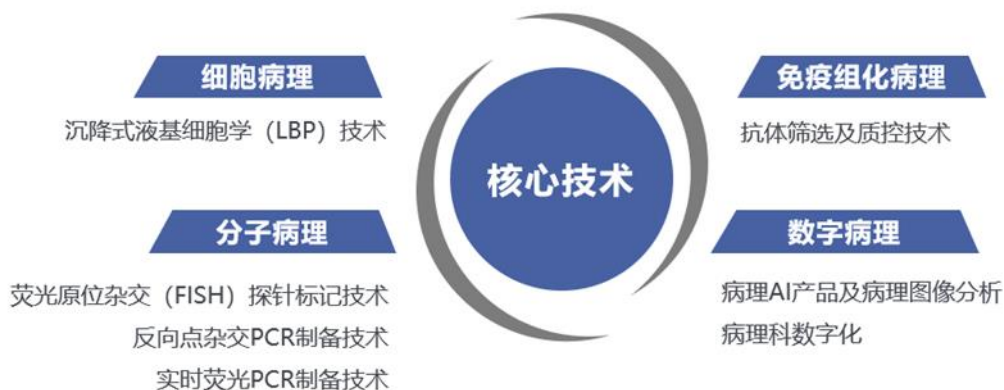 细胞病理
沉降式液基细胞学（LBP）技术
分子病理
荧光原位杂交（FISH）探针标记技术
反向点杂交PCR制备技术
实时荧光PCR制备技术
核心技术
免疫组化病理
抗体筛选及质控技术
数字病理
病理AI产品及病理图像分析
病理科数字化